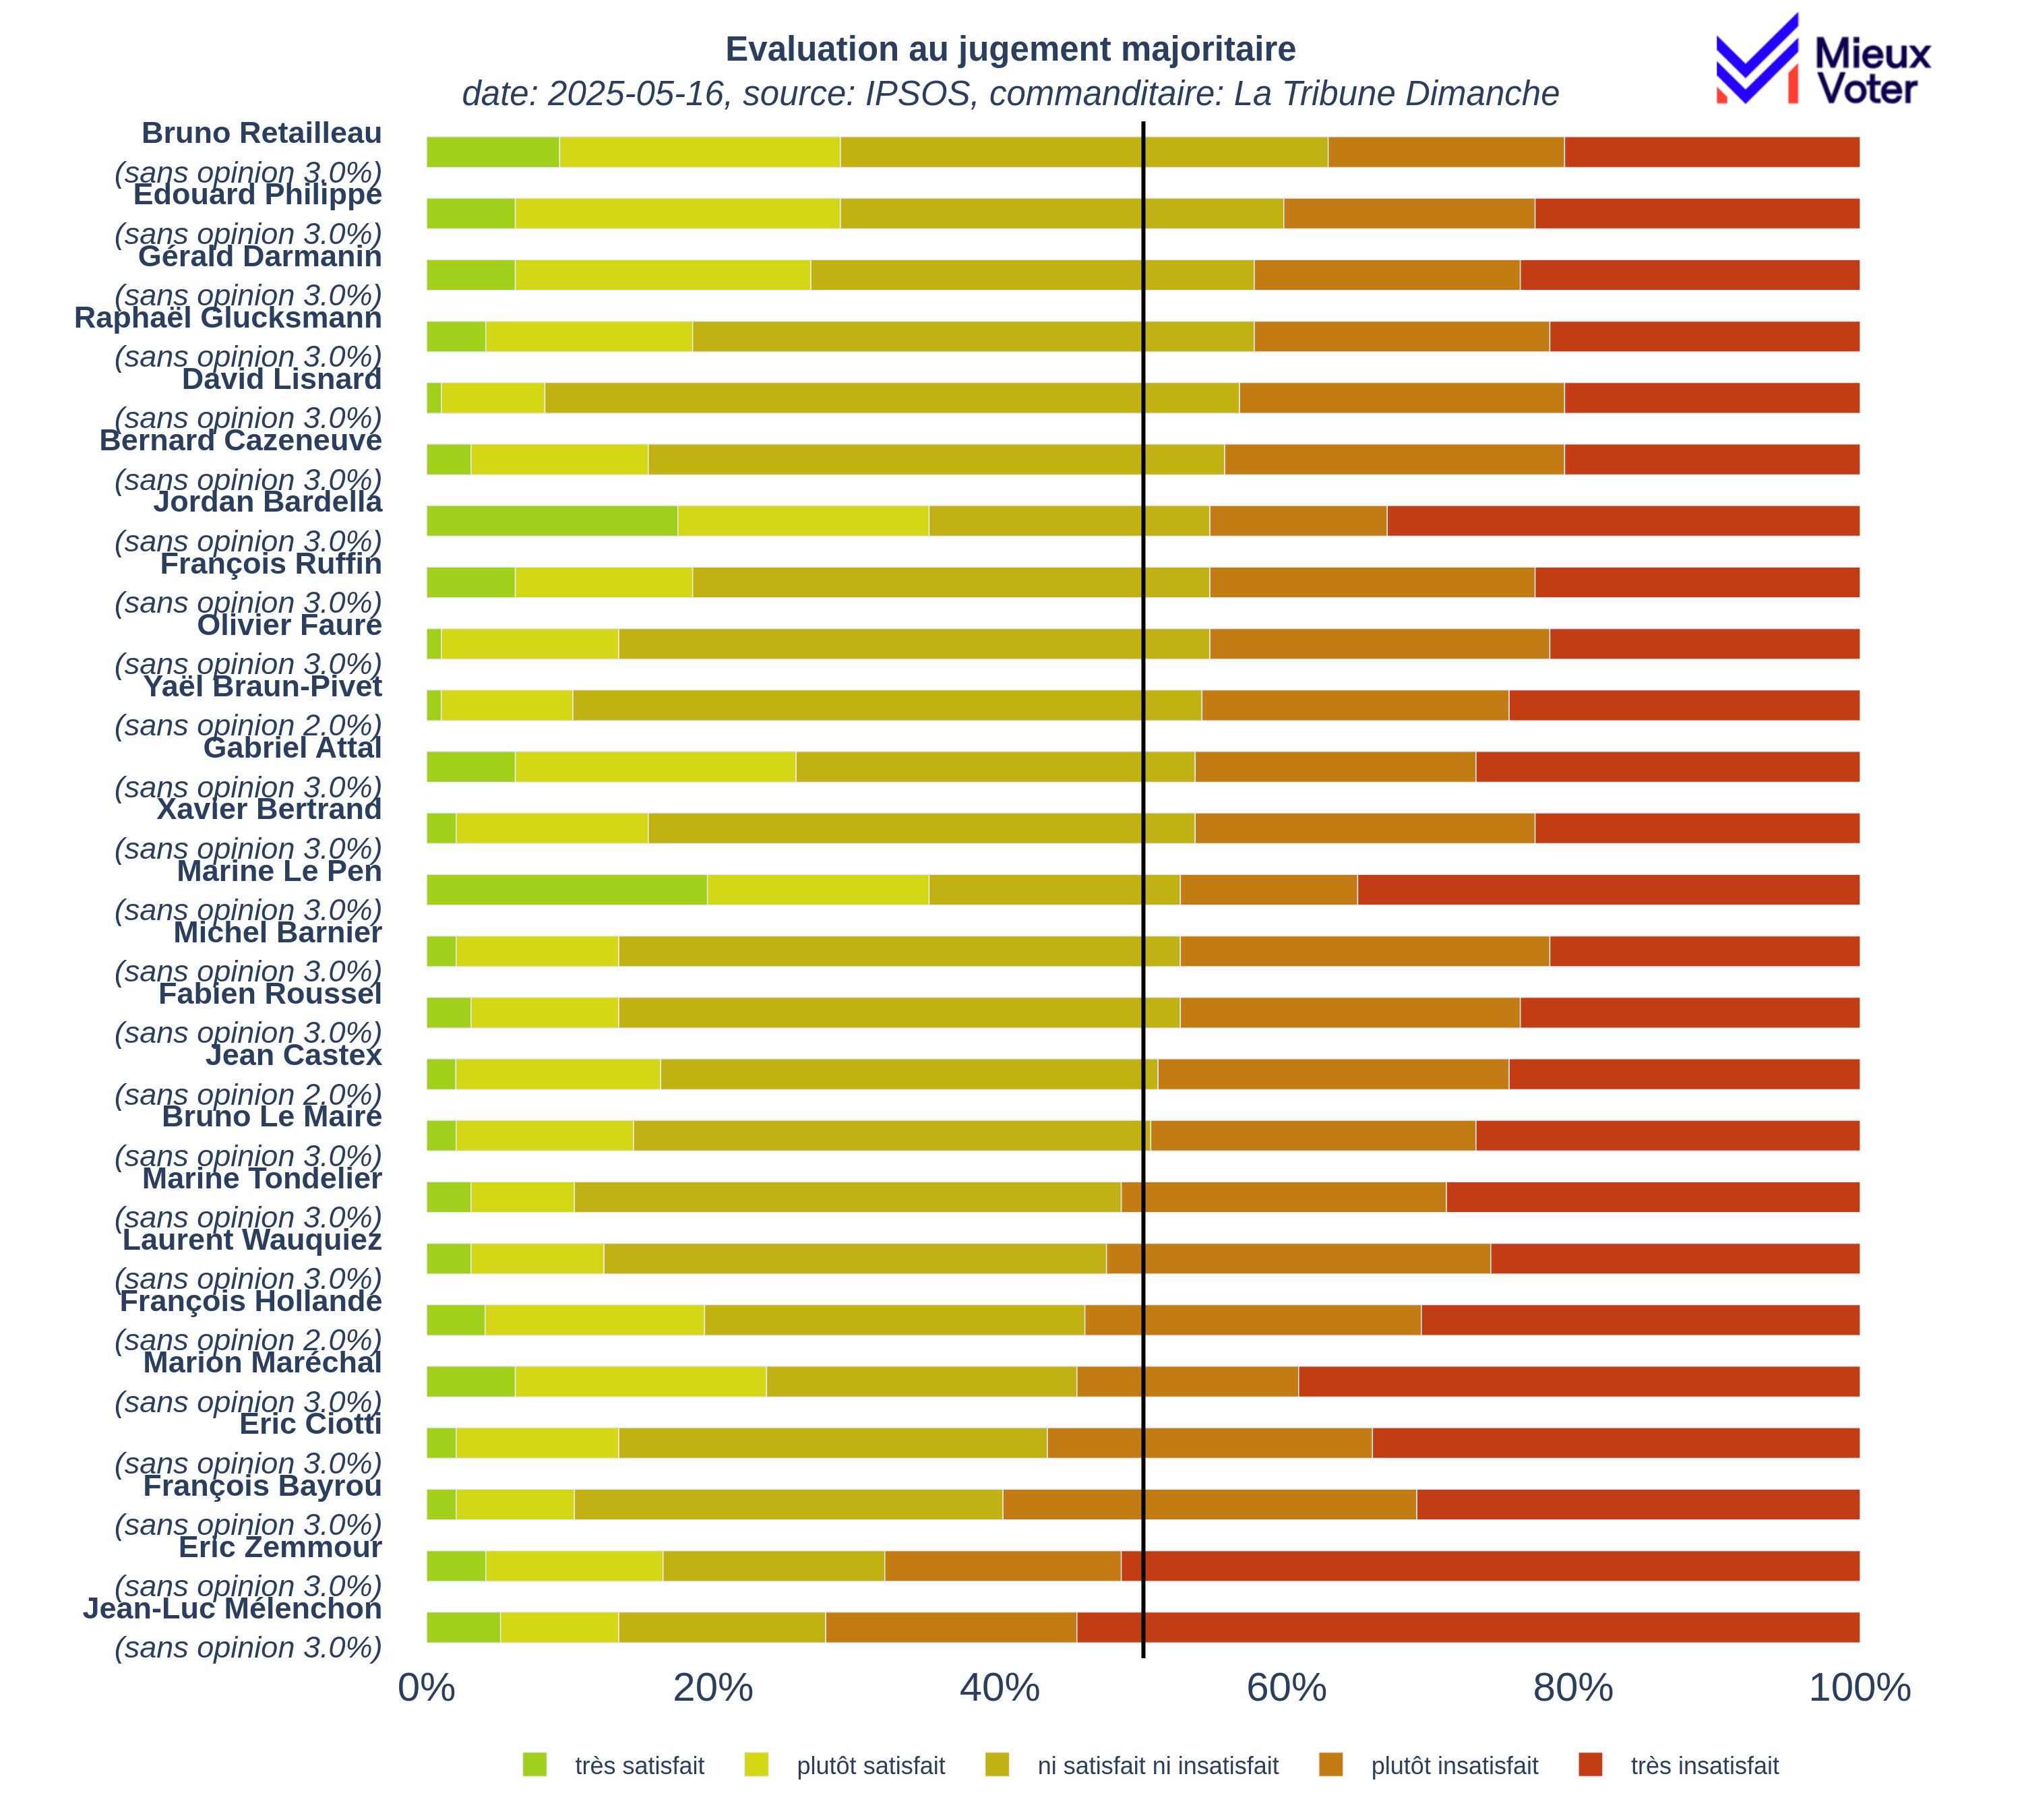 Evaluation au jugement majoritaire
date: 2025-05-16, source: IPSOS, commanditaire: La Tribune Dimanche
Mieux
Voter
Bruno Retailleau
(sans opinion 3.0%)
Edouard Philippe
(sans opinion 3.0%)
Gérald Darmanin
(sans opinion 3.0%)
Raphaël Glucksmann
(sans opinion 3.0%)
David Lisnard
(sans opinion 3.0%)
Bernard Cazeneuve
(sans opinion 3.0%)
Jordan Bardella
(sans opinion 3.0%)
François Ruffin
(sans opinion 3.0%)
Olivier Faure
(sans opinion 3.0%)
Yaël Braun-Pivet
(sans opinion 2.0%)
Gabriel Attal
(sans opinion 3.0%)
Xavier Bertrand
(sans opinion 3.0%)
Marine Le Pen
(sans opinion 3.0%)
Michel Barnier
(sans opinion 3.0%)
Fabien Roussel
(sans opinion 3.0%)
Jean Castex
(sans opinion 2.0%)
Bruno Le Maire
(sans opinion 3.0%)
Marine Tondelier
(sans opinion 3.0%)
Laurent Wauquiez
(sans opinion 3.0%)
François Hollande
(sans opinion 2.0%)
Marion Maréchal
(sans opinion 3.0%)
Eric Ciotti
(sans opinion 3.0%)
François Bayrou
(sans opinion 3.0%)
Eric Zemmour
(sans opinion 3.0%)
Jean-Luc Mélenchon
(sans opinion 3.0%)
0% 20% 40% 60% 80% 100%
très satisfait plutôt satisfait ni satisfait ni insatisfait plutôt insatisfait très insatisfait